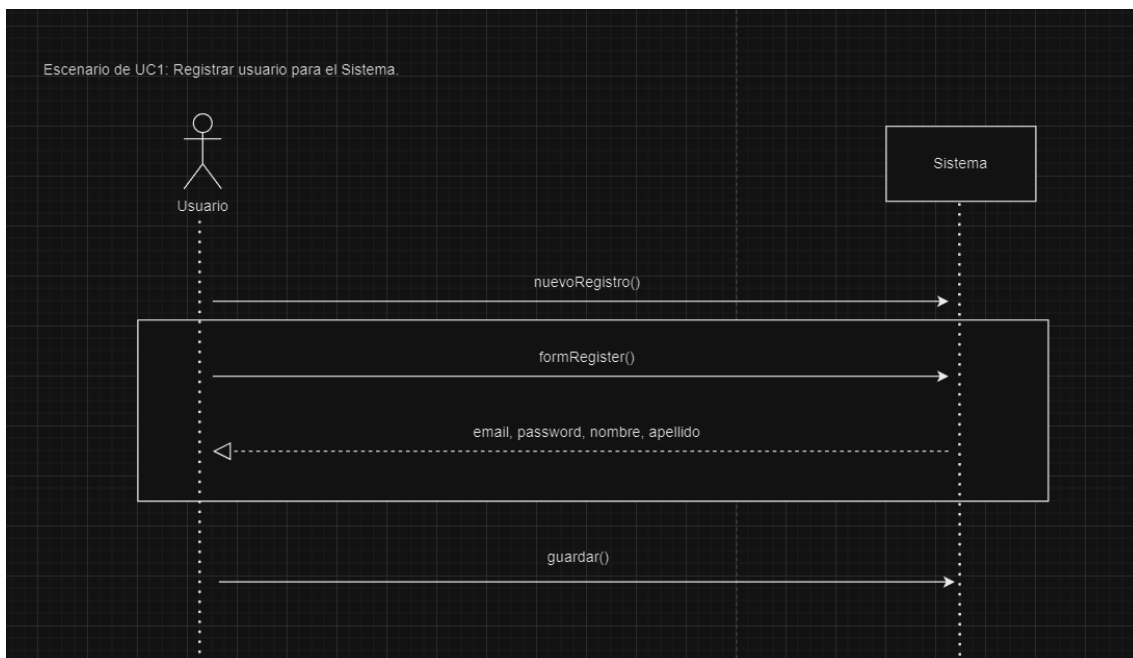 Escenario de UC1: Registrar usuario para el Sistema.
Sistema
Usuario
nuevoRegistro()
formRegister()
email, password, nombre, apellido
guardar()